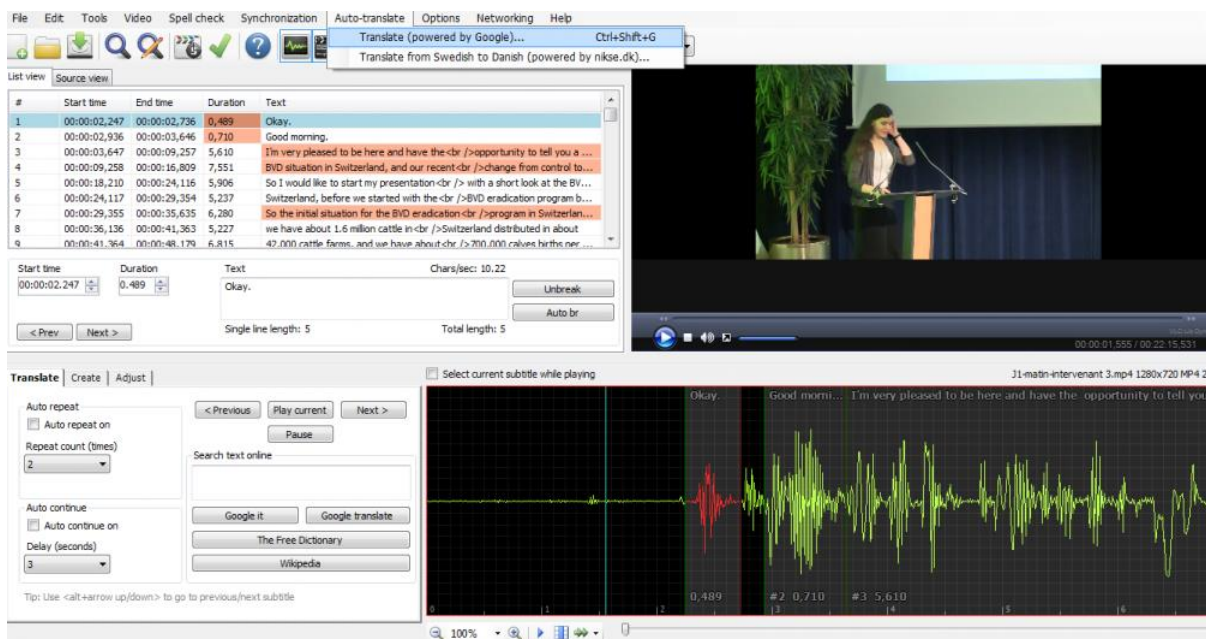 File Edit Tools Video Spell check Synchronization Auto-translate Options Networking Help
Translate (powered by Google)... Ctrl+Shift+G
Translate from Swedish to Danish (powered by nikse.dk)...
List view Source view
# Start time End time Duration Text
1 00:00:02,247 00:00:02,736 0,489 Okay.
2 00:00:02,936 00:00:03,646 0,710 Good morning.
3 00:00:03,647 00:00:09,257 5,610 I'm very pleased to be here and have the<br />opportunity to tell you a ...
4 00:00:09,258 00:00:16,809 7,551 BVD situation in Switzerland, and our recent<br />change from control to...
5 00:00:18,210 00:00:24,116 5,906 So I would like to start my presentation<br /> with a short look at the BV...
6 00:00:24,117 00:00:29,354 5,237 Switzerland, before we started with the<br />BVD eradication program b...
7 00:00:29,355 00:00:35,635 6,280 So the initial situation for the BVD eradication<br />program in Switzerlan...
8 00:00:36,136 00:00:41,363 5,227 we have about 1.6 million cattle in<br />Switzerland distributed in about
9 00:00:41,364 00:00:48,179 6,815 42,000 cattle farms, and we have about<br />700,000 calves births per ...
Start time Duration Text Chars/sec: 10.22
00:00:02.247 0.489 Okay.
Unbreak
Auto br
< Prev Next > Single line length: 5 Total length: 5
00:00:01,555 / 00:22:15,531
Translate Create Adjust
Select current subtitle while playing J1-matin-intervenant 3.mp4 1280x720 MP4 2
Auto repeat
Auto repeat on
Repeat count (times)
2
< Previous Play current Next >
Pause
Search text online
Auto continue
Auto continue on
Delay (seconds)
3
Google it Google translate
The Free Dictionary
Wikipedia
Tip: Use <alt+arrow up/down> to go to previous/next subtitle
Okay. Good morni... I'm very pleased to be here and have the opportunity to tell you
0,489 #2 0,710 #3 5,610
0 1 2 3 4 5 6
100%